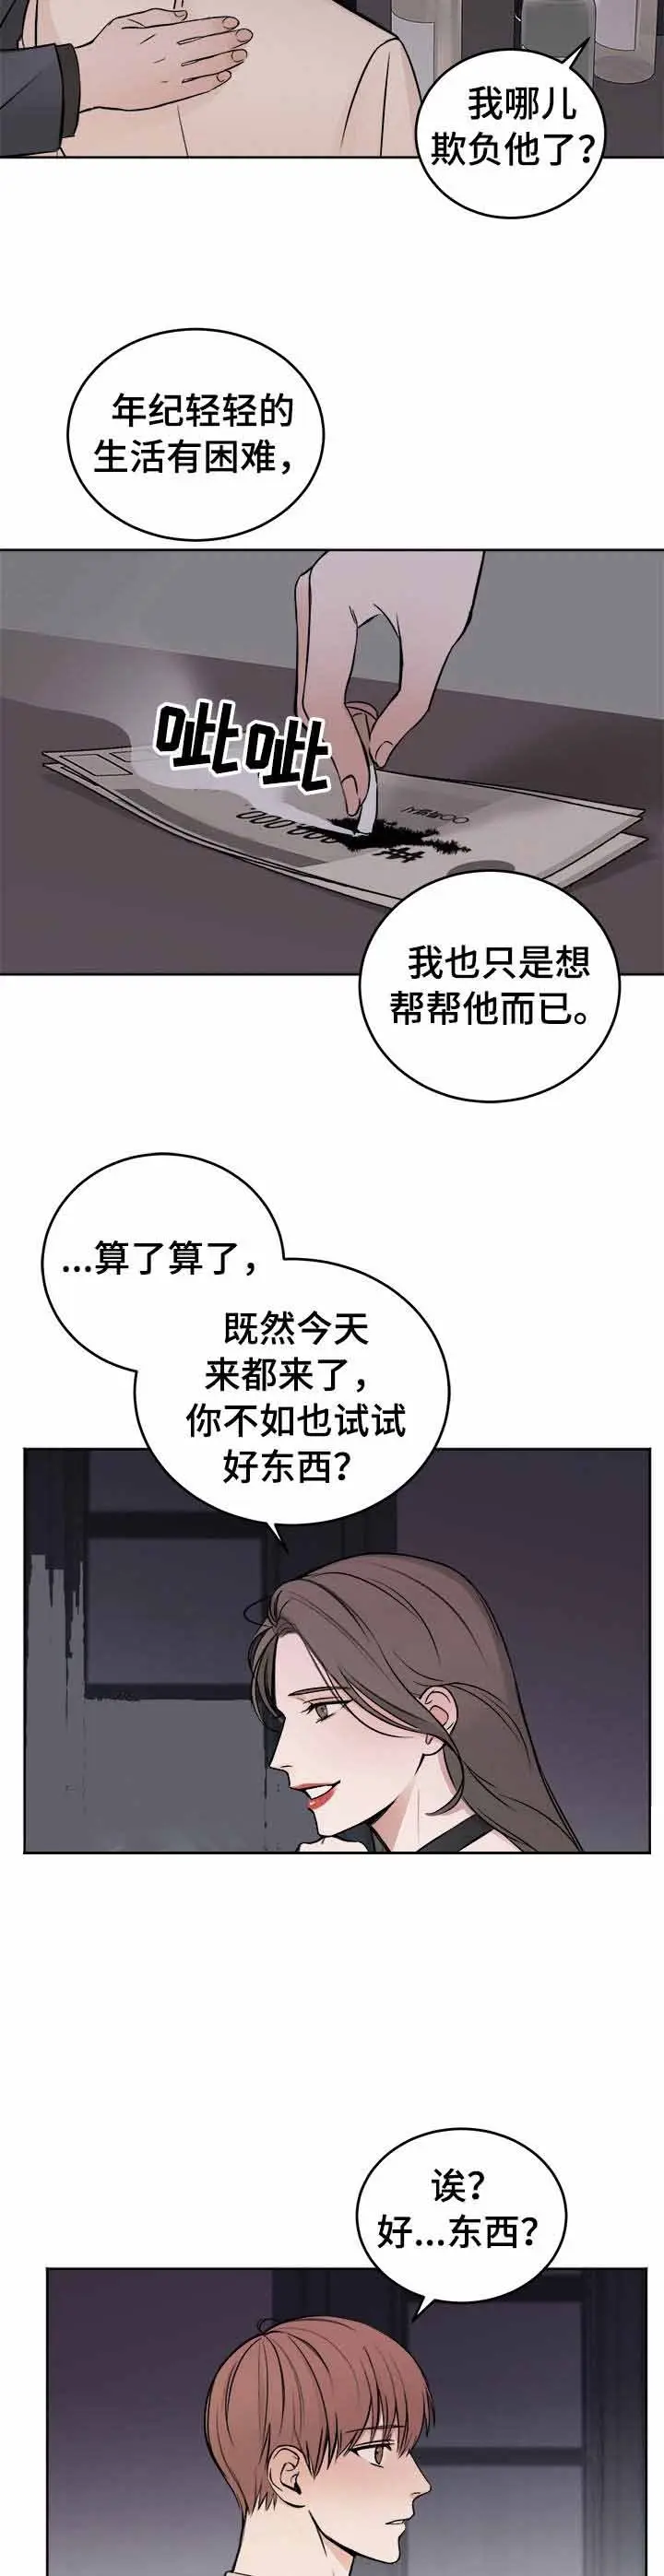 我哪儿
欺负他了?
年纪轻轻的
生活有困难，
呲呲
000,000
我也只是想
帮帮他而已。
...算了算了，
既然今天
来都来了，
你不如也试试
好东西?
诶?
好...东西?